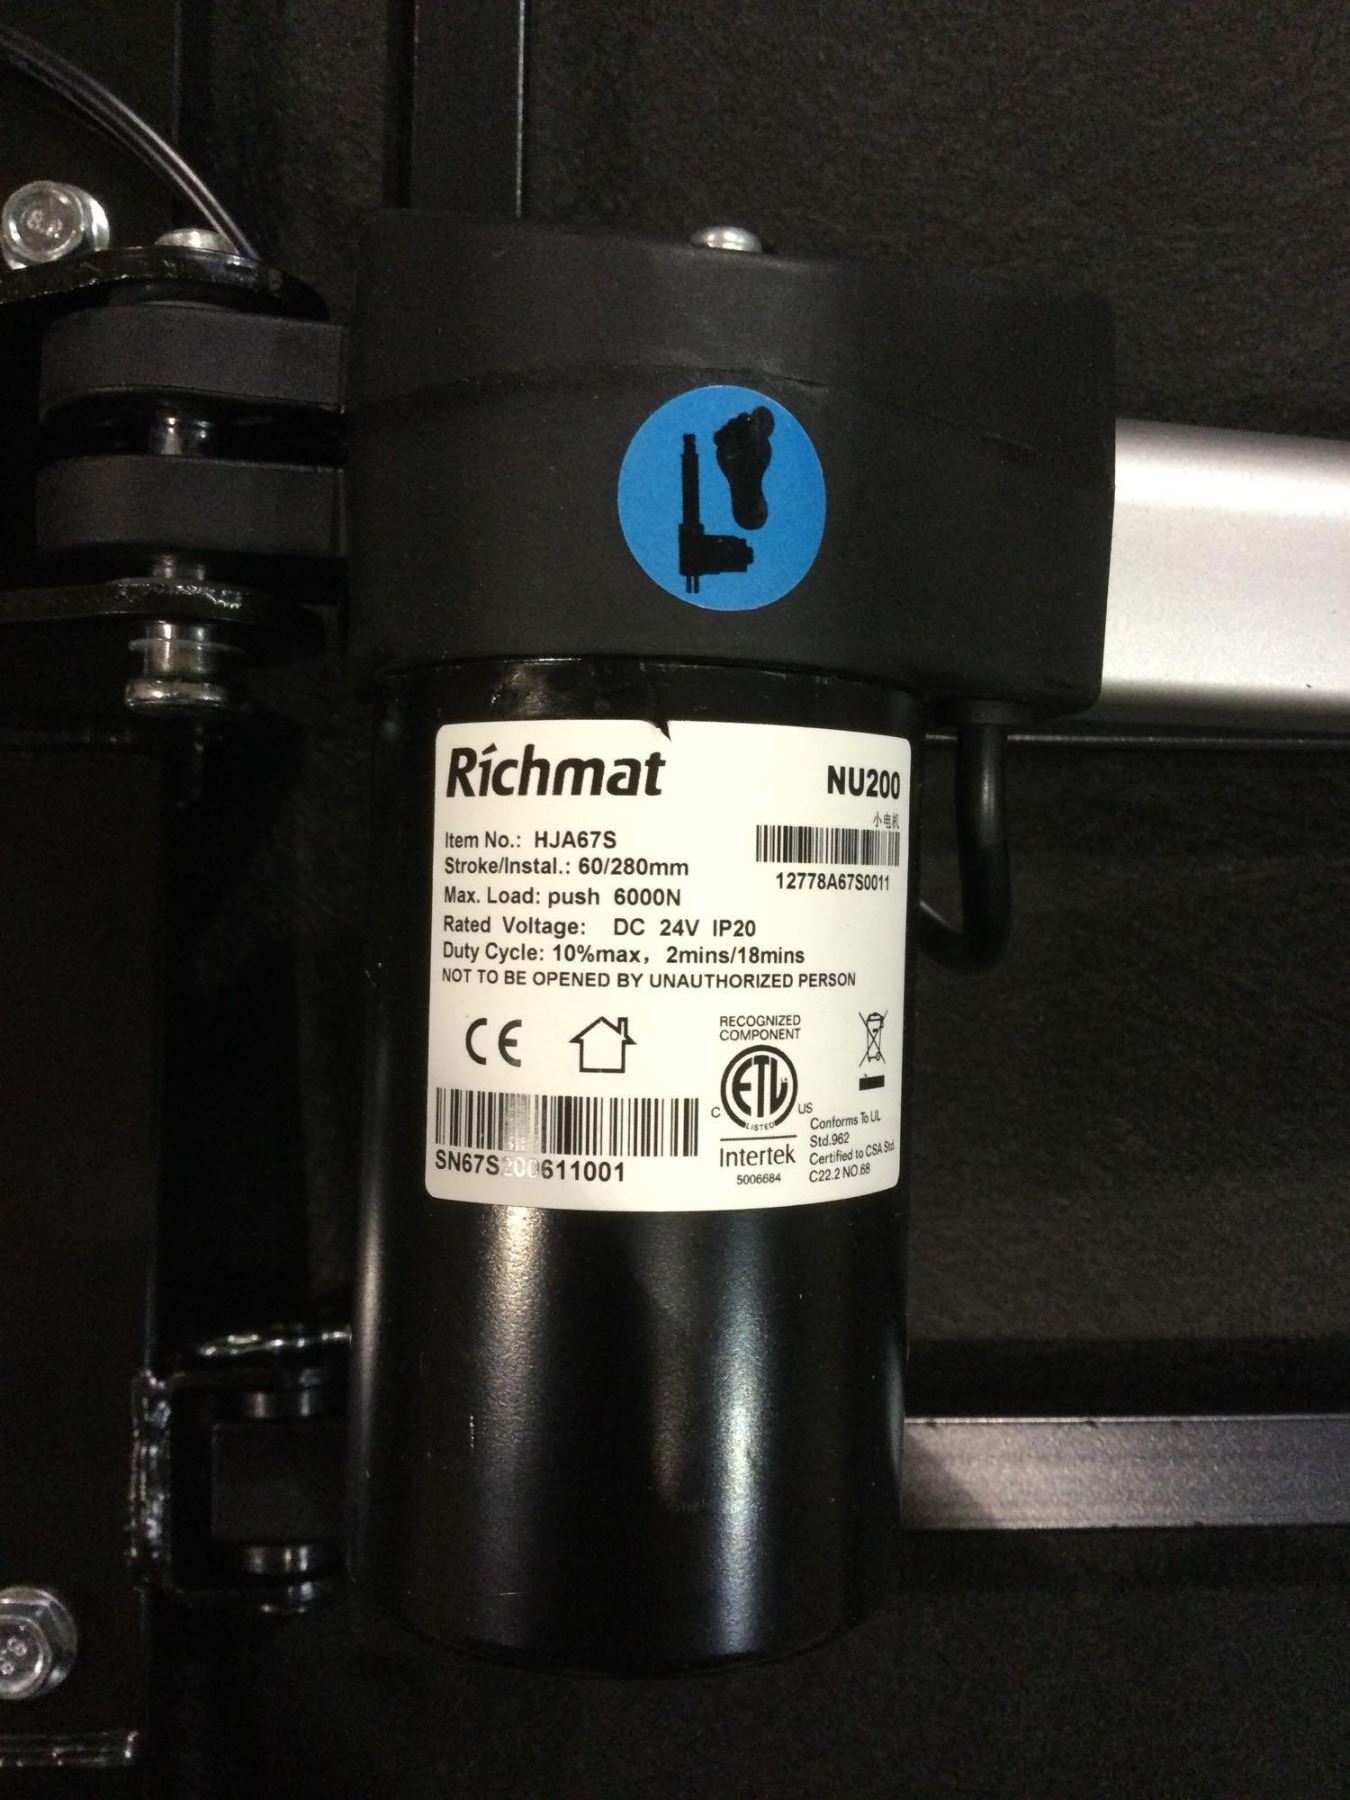 Richmat
NU200
小电机
Item No.: HJA67S
Stroke/Instal.: 60/280mm
12778A67S0011
Max. Load: push 6000N
Rated Voltage: DC 24V IP20
Duty Cycle: 10%max, 2mins/18mins
NOT TO BE OPENED BY UNAUTHORIZED PERSON
CE
RECOGNIZED
COMPONENT
ETL
C US
LISTED
Intertek
5006684
Conforms To UL
Std.962
Certified to CSA Std.
C22.2 NO.68
SN67S200611001
8.8